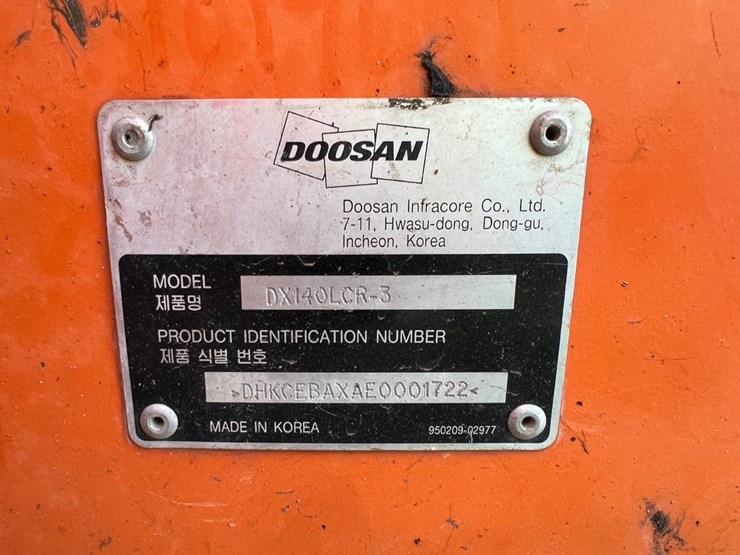 DOOSAN
Doosan Infracore Co., Ltd.
7-11, Hwasu-dong, Dong-gu,
Incheon, Korea
MODEL
제품명
DX140LCR-3
PRODUCT IDENTIFICATION NUMBER
제품 식별 번호
>DHKCEBAXAE0001722<
MADE IN KOREA
950209-02977